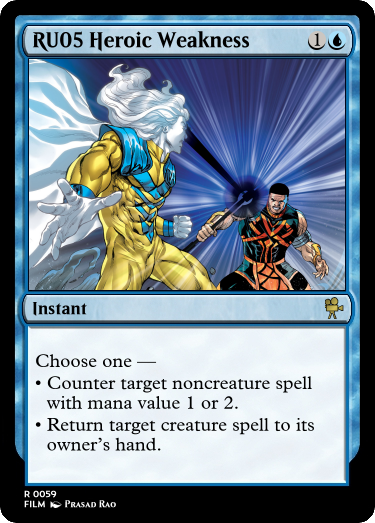 RU05 Heroic Weakness 1
Instant
Choose one —
• Counter target noncreature spell
with mana value 1 or 2.
• Return target creature spell to its
owner's hand.
R 0059
FILM Prasad Rao